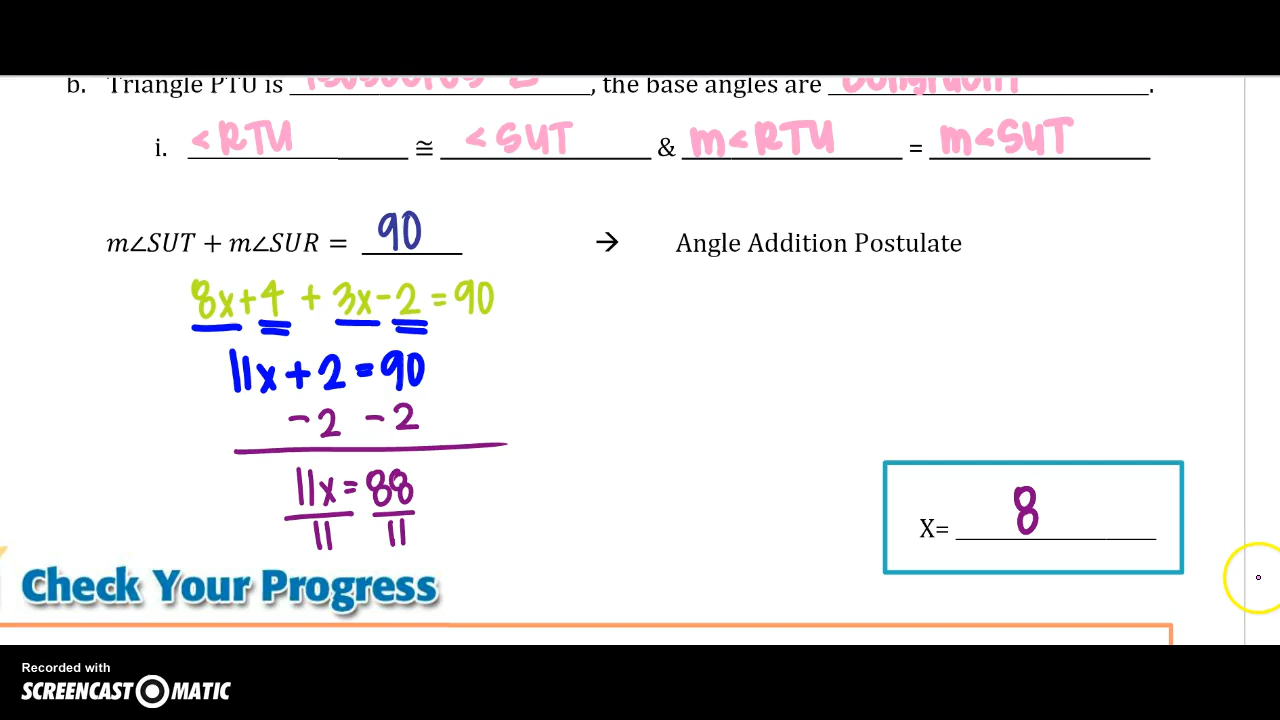 b. Triangle PTU is ____, the base angles are congruent.
i. <RTU ≅ <SUT & m<RTU = m<SUT
m∠SUT + m∠SUR = 90 → Angle Addition Postulate
8x+4 + 3x-2 = 90
11x + 2 = 90
-2 -2
11x = 88
11 11
X= 8
Check Your Progress
Recorded with
SCREENCAST MATIC